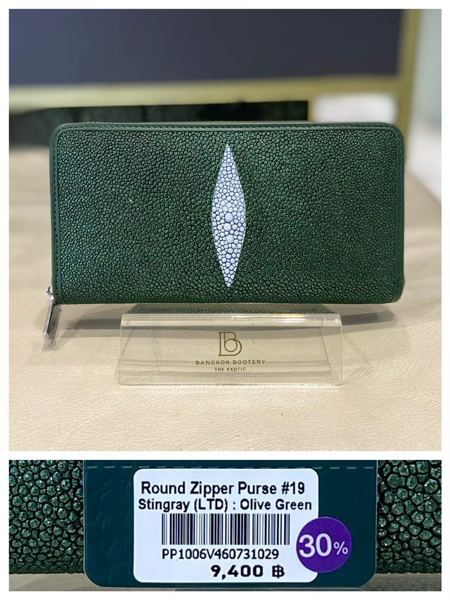 B
BANGKOK BOOTERY
THE EXOTIC
Round Zipper Purse #19
Stingray (LTD) : Olive Green
PP1006V460731029
30%
9,400 ฿